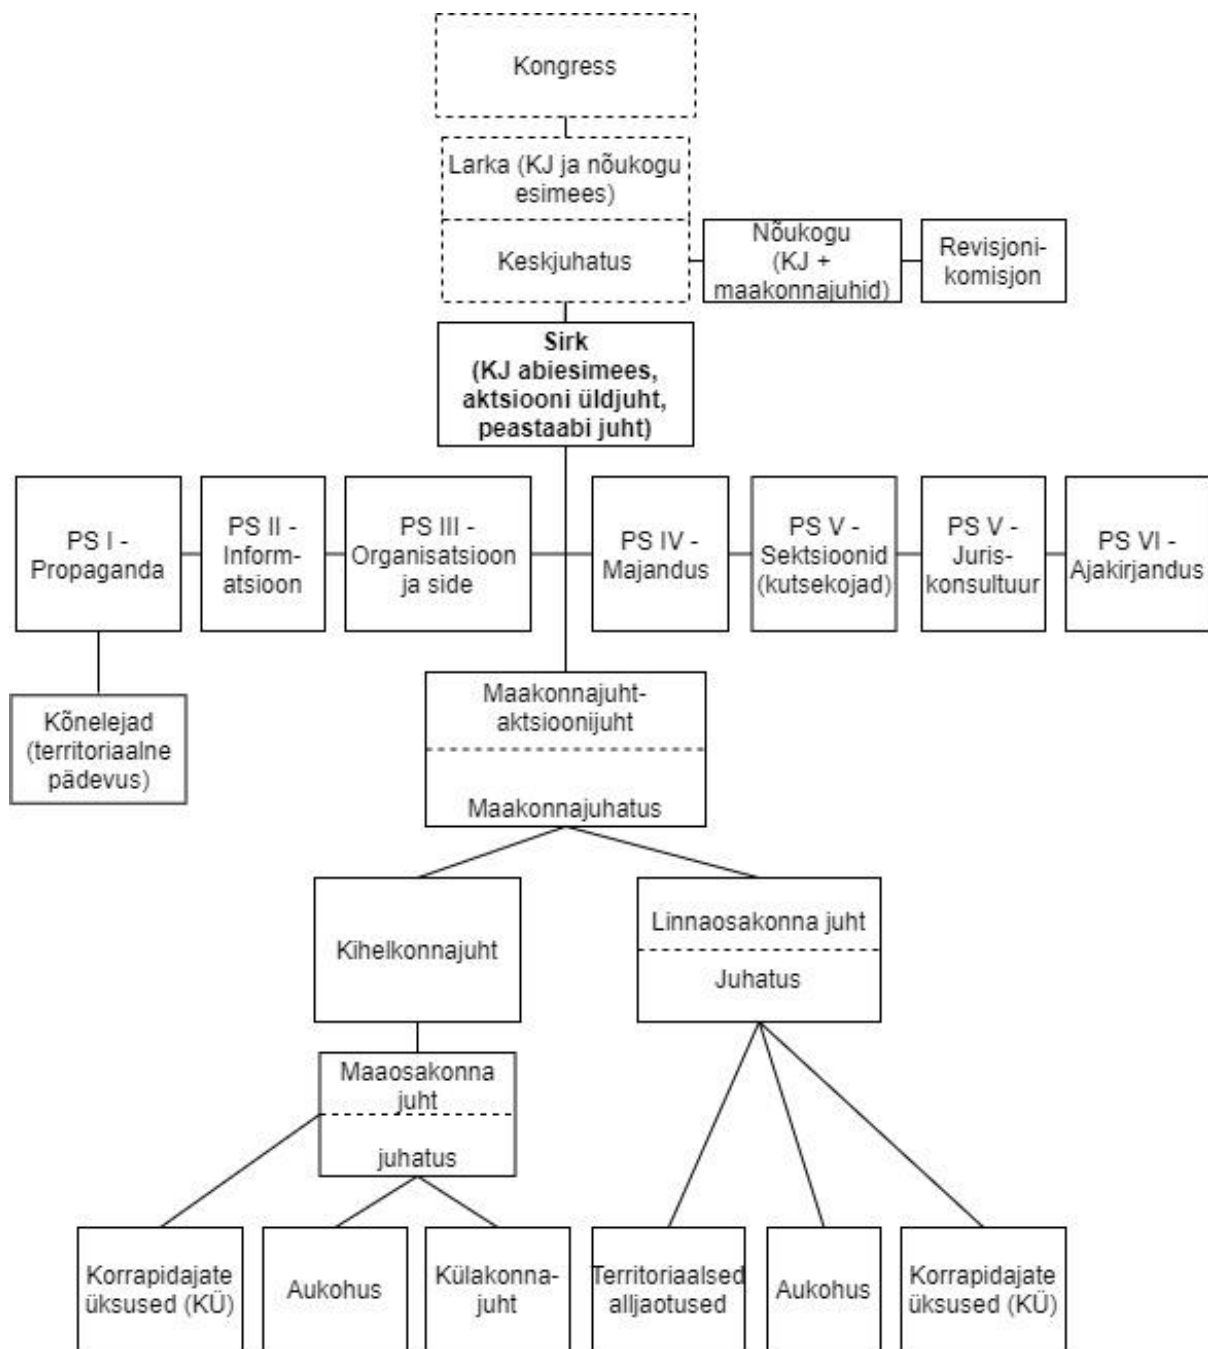 Kongress
Larka (KJ ja nõukogu
esimees)
Keskjuhatus
Nõukogu
(KJ +
maakonnajuhid)
Revisjoni-
komisjon
Sirk
(KJ abiesimees,
aktsiooni üldjuht,
peastaabi juht)
PS I -
Propaganda
PS II -
Inform-
atsioon
PS III -
Organisatsioon
ja side
PS IV -
Majandus
PS V -
Sektsioonid
(kutsekojad)
PS V -
Juris-
konsultuur
PS VI -
Ajakirjandus
Kõnelejad
(territoriaalne
pädevus)
Maakonnajuht-
aktsioonijuht
Maakonnajuhatus
Kihelkonnajuht
Linnaosakonna juht
Juhatus
Maaosakonna
juht
juhatus
Korrapidajate
üksused (KÜ)
Aukohus
Külakonna-
juht
Territoriaalsed
alljaotused
Aukohus
Korrapidajate
üksused (KÜ)